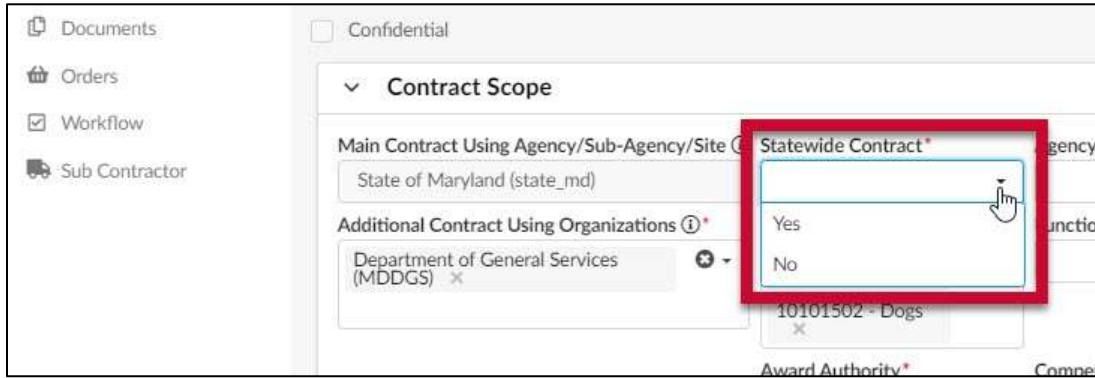 Documents
Orders
Workflow
Sub Contractor
Confidential
Contract Scope
Main Contract Using Agency/Sub-Agency/Site
State of Maryland (state_md)
Additional Contract Using Organizations *
Department of General Services
(MDDGS) ×
Statewide Contract*
Yes
No
10101502 - Dogs
×
Award Authority*